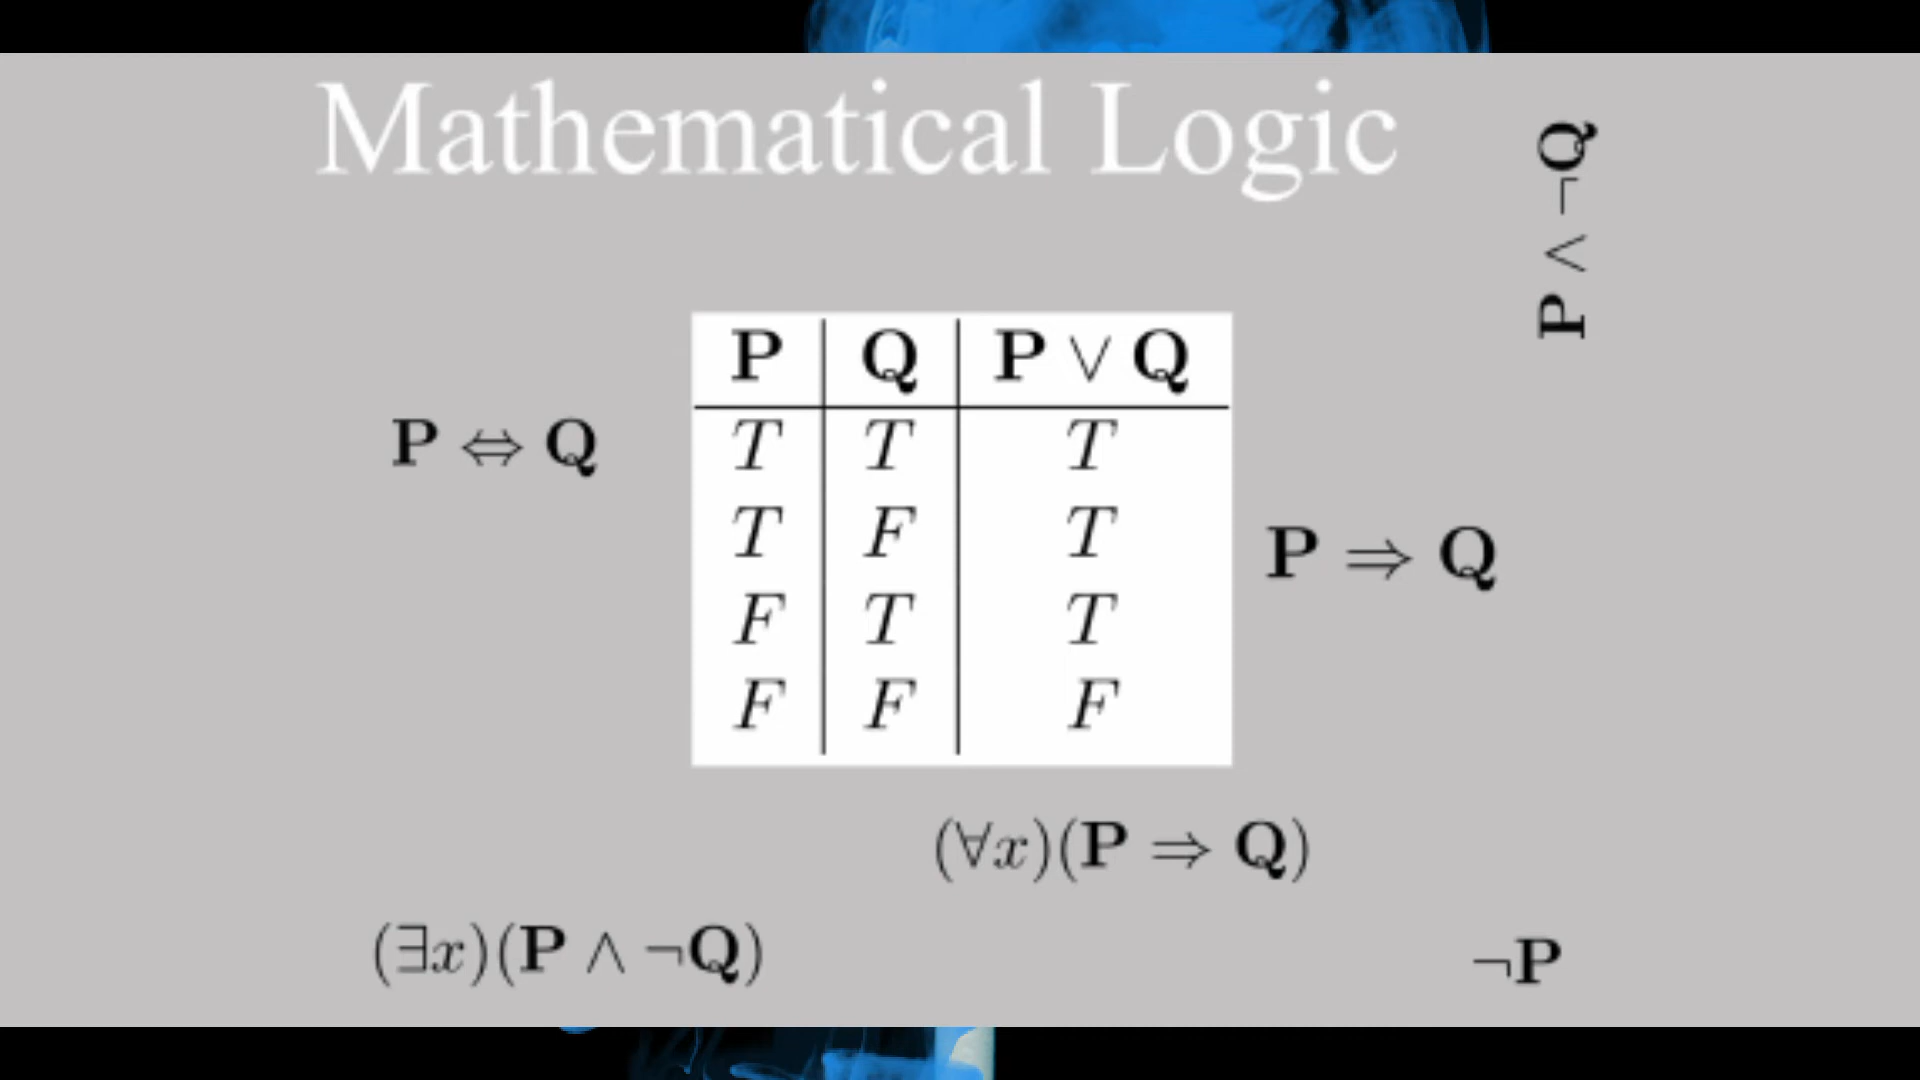 Mathematical Logic
P ∧ ¬Q
P Q P ∨ Q
T T T
P ⇔ Q
T F T
P ⇒ Q
F T T
F F F
(∀x)(P ⇒ Q)
(∃x)(P ∧ ¬Q)
¬P